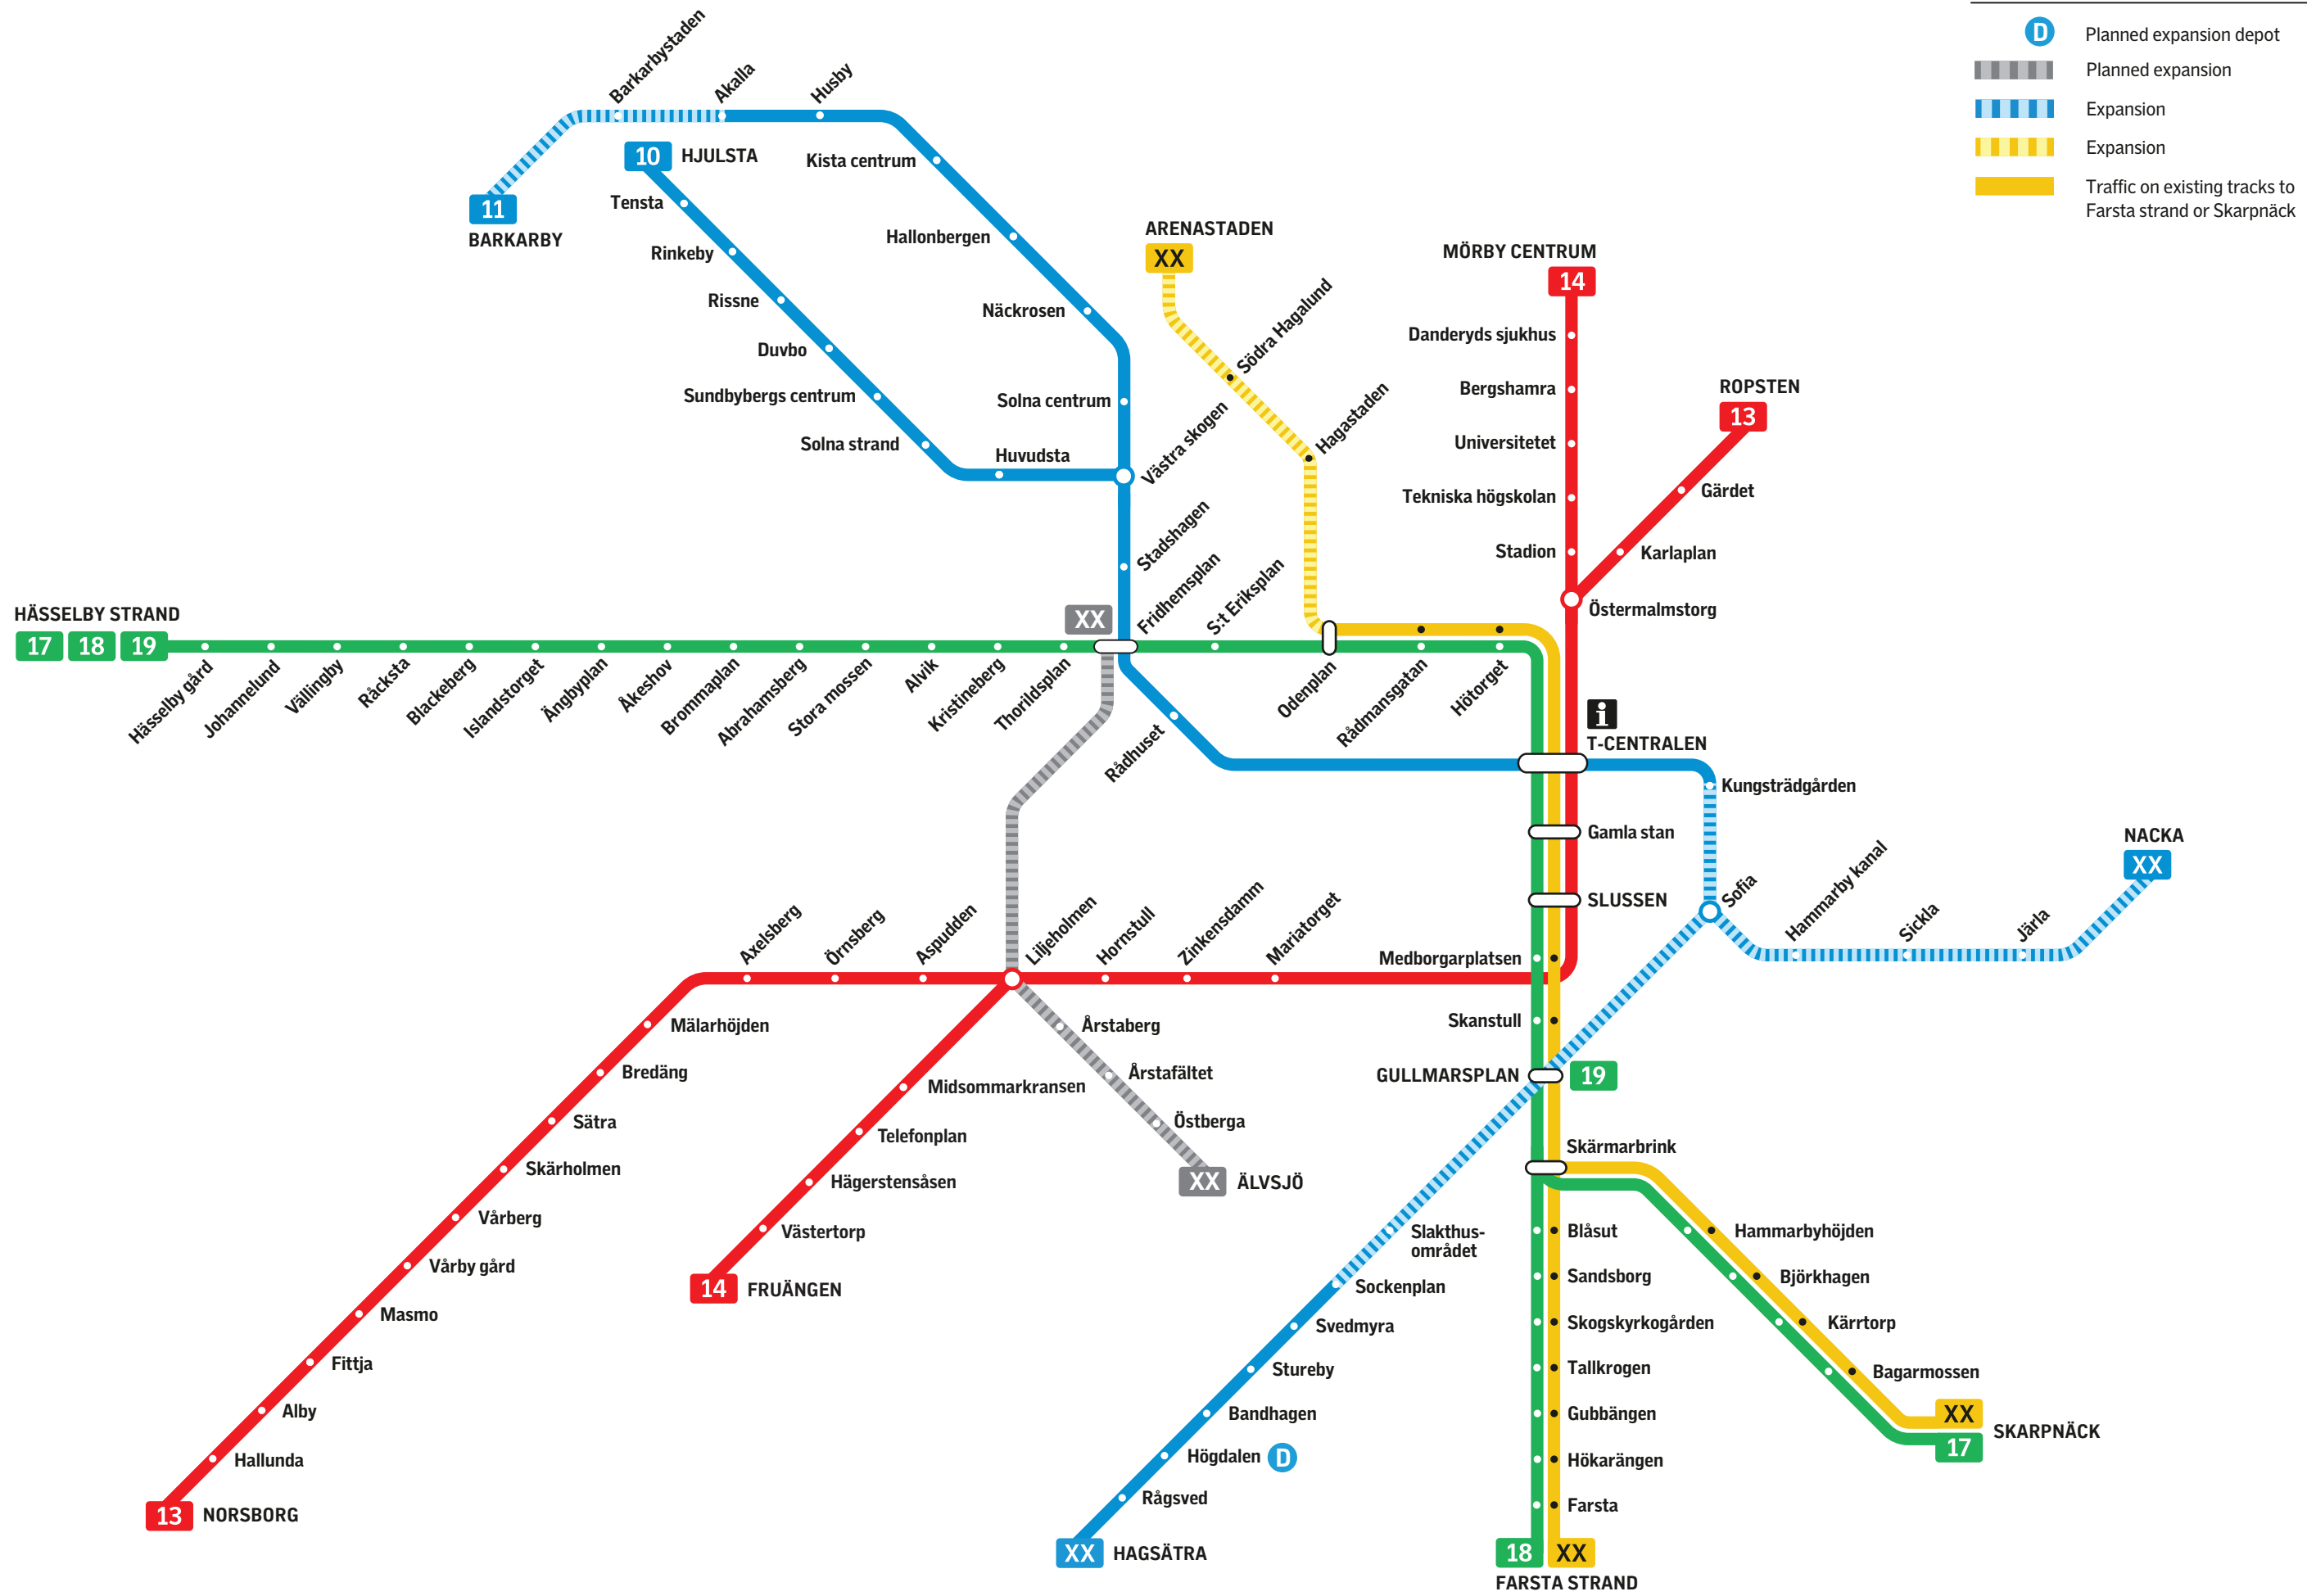 D Planned expansion depot
Planned expansion
Expansion
Expansion
Traffic on existing tracks to
Farsta strand or Skarpnäck
Barkarbystaden
Akalla
Husby
10 HJULSTA
Kista centrum
Tensta
11
BARKARBY
Hallonbergen
Rinkeby
Rissne
Näckrosen
Duvbo
Sundbybergs centrum
Solna centrum
Solna strand
Huvudsta
Västra skogen
Stadshagen
ARENASTADEN
XX
Södra Hagalund
Hagastaden
MÖRBY CENTRUM
14
Danderyds sjukhus
Bergshamra
Universitetet
Tekniska högskolan
Stadion
ROPSTEN
13
Gärdet
Karlaplan
Östermalmstorg
HÄSSELBY STRAND
17 18 19
Hässelby gård
Johannelund
Vällingby
Råcksta
Blackeberg
Islandstorget
Ängbyplan
Åkeshov
Brommaplan
Abrahamsberg
Stora mossen
Alvik
Kristineberg
Thorildsplan
XX
Fridhemsplan
S:t Eriksplan
Odenplan
Rådmansgatan
Hötorget
Rådhuset
i
T-CENTRALEN
Kungsträdgården
Gamla stan
SLUSSEN
NACKA
XX
Sofia
Hammarby kanal
Sickla
Järla
Axelsberg
Örnsberg
Aspudden
Liljeholmen
Hornstull
Zinkensdamm
Mariatorget
Medborgarplatsen
Skanstull
GULLMARSPLAN 19
Skärmarbrink
Mälarhöjden
Bredäng
Sätra
Skärholmen
Vårberg
Vårby gård
Masmo
Fittja
Alby
Hallunda
13 NORSBORG
Midsommarkransen
Telefonplan
Hägerstensåsen
Västertorp
14 FRUÄNGEN
Årstaberg
Årstafältet
Östberga
XX ÄLVSJÖ
Slakthus-
området
Sockenplan
Svedmyra
Stureby
Bandhagen
Högdalen D
Rågsved
XX HAGSÄTRA
Blåsut
Sandsborg
Skogskyrkogården
Tallkrogen
Gubbängen
Hökarängen
Farsta
18 XX
FARSTA STRAND
Hammarbyhöjden
Björkhagen
Kärrtorp
Bagarmossen
XX
SKARPNÄCK
17